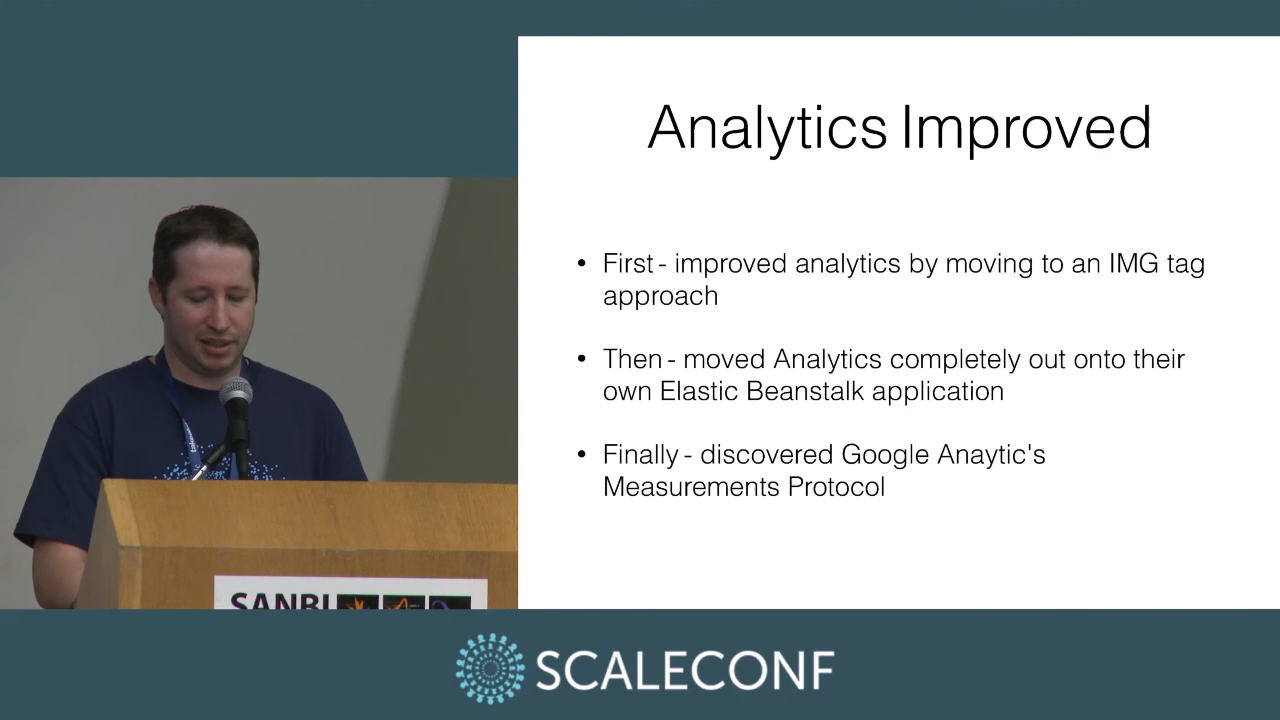 Analytics Improved
• First - improved analytics by moving to an IMG tag
approach
• Then - moved Analytics completely out onto their
own Elastic Beanstalk application
• Finally - discovered Google Anaytic's
Measurements Protocol
SANBI
SCALECONF